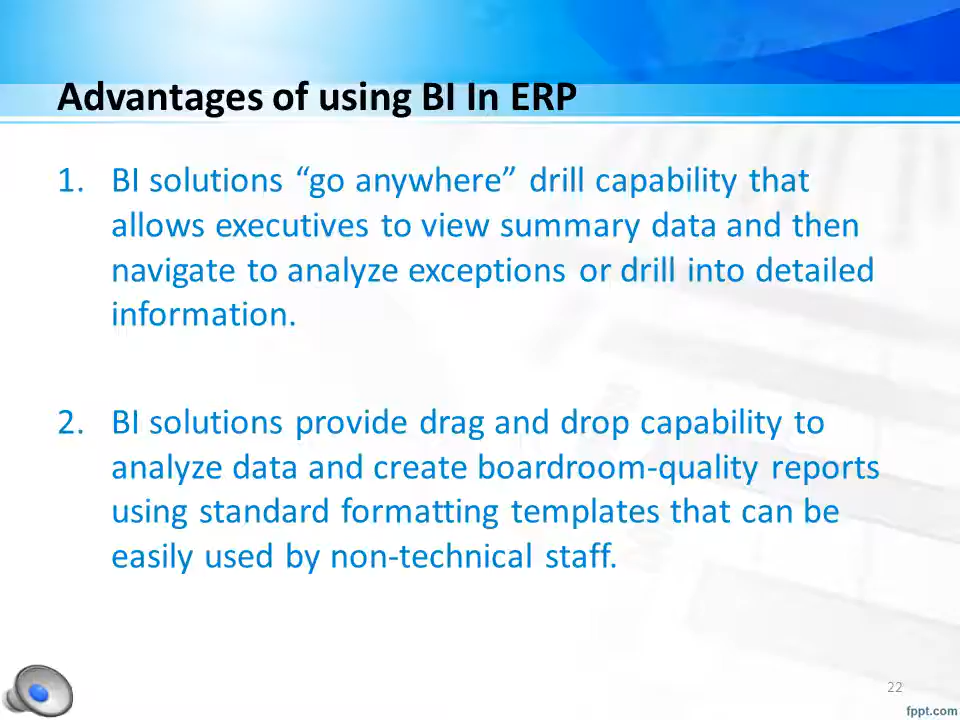 Advantages of using BI In ERP
1. BI solutions “go anywhere” drill capability that
allows executives to view summary data and then
navigate to analyze exceptions or drill into detailed
information.
2. BI solutions provide drag and drop capability to
analyze data and create boardroom-quality reports
using standard formatting templates that can be
easily used by non-technical staff.
22
fppt.com